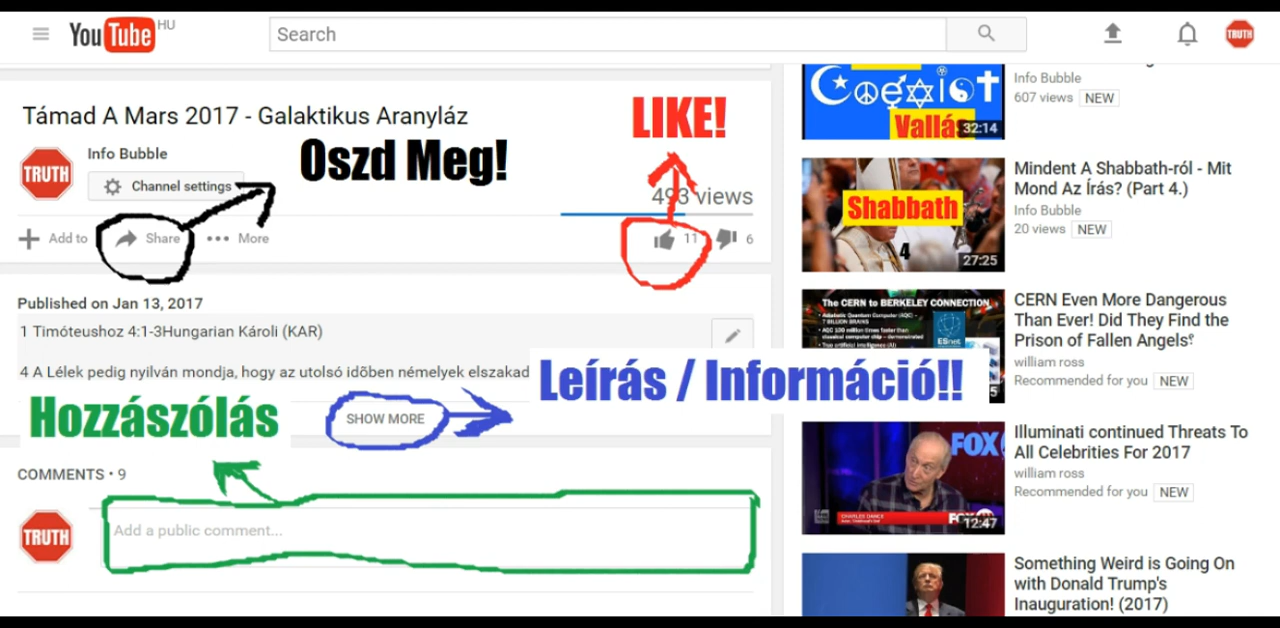 YouTube HU
Search
TRUTH
Támad A Mars 2017 - Galaktikus Aranyláz
TRUTH
Info Bubble
Channel settings
Oszd Meg!
LIKE!
493 views
Add to
Share
More
11
6
Published on Jan 13, 2017
1 Timóteushoz 4:1-3Hungarian Károli (KAR)
4 A Lélek pedig nyilván mondja, hogy az utolsó időben némelyek elszakad
Leírás / Információ!!
Hozzászólás
SHOW MORE
COMMENTS • 9
TRUTH
Add a public comment...
Vallás
32:14
Info Bubble
607 views NEW
Shabbath
4
27:25
Mindent A Shabbath-ról - Mit
Mond Az Írás? (Part 4.)
Info Bubble
20 views NEW
The CERN to BERKELEY CONNECTION
ESnet
5
CERN Even More Dangerous
Than Ever! Did They Find the
Prison of Fallen Angels‽
william ross
Recommended for you NEW
FOX
CHARLES DANCE
12:47
Illuminati continued Threats To
All Celebrities For 2017
william ross
Recommended for you NEW
Something Weird is Going On
with Donald Trump's
Inauguration! (2017)